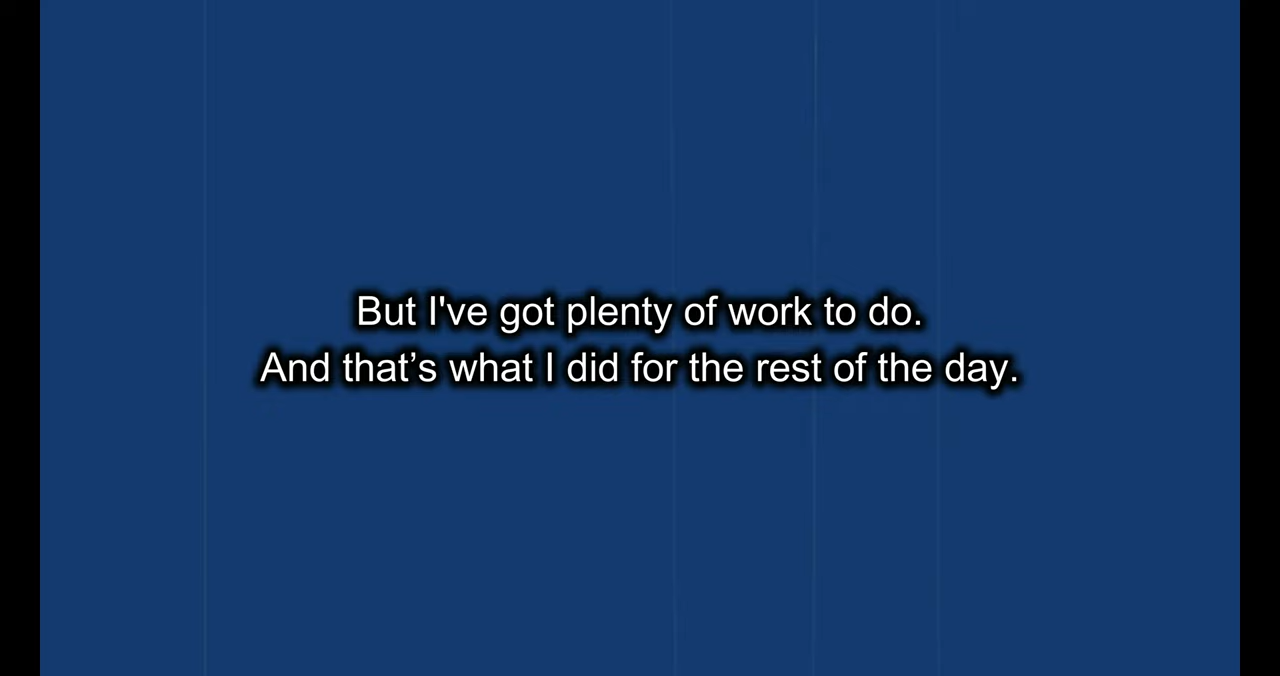 But I've got plenty of work to do.
And that’s what I did for the rest of the day.